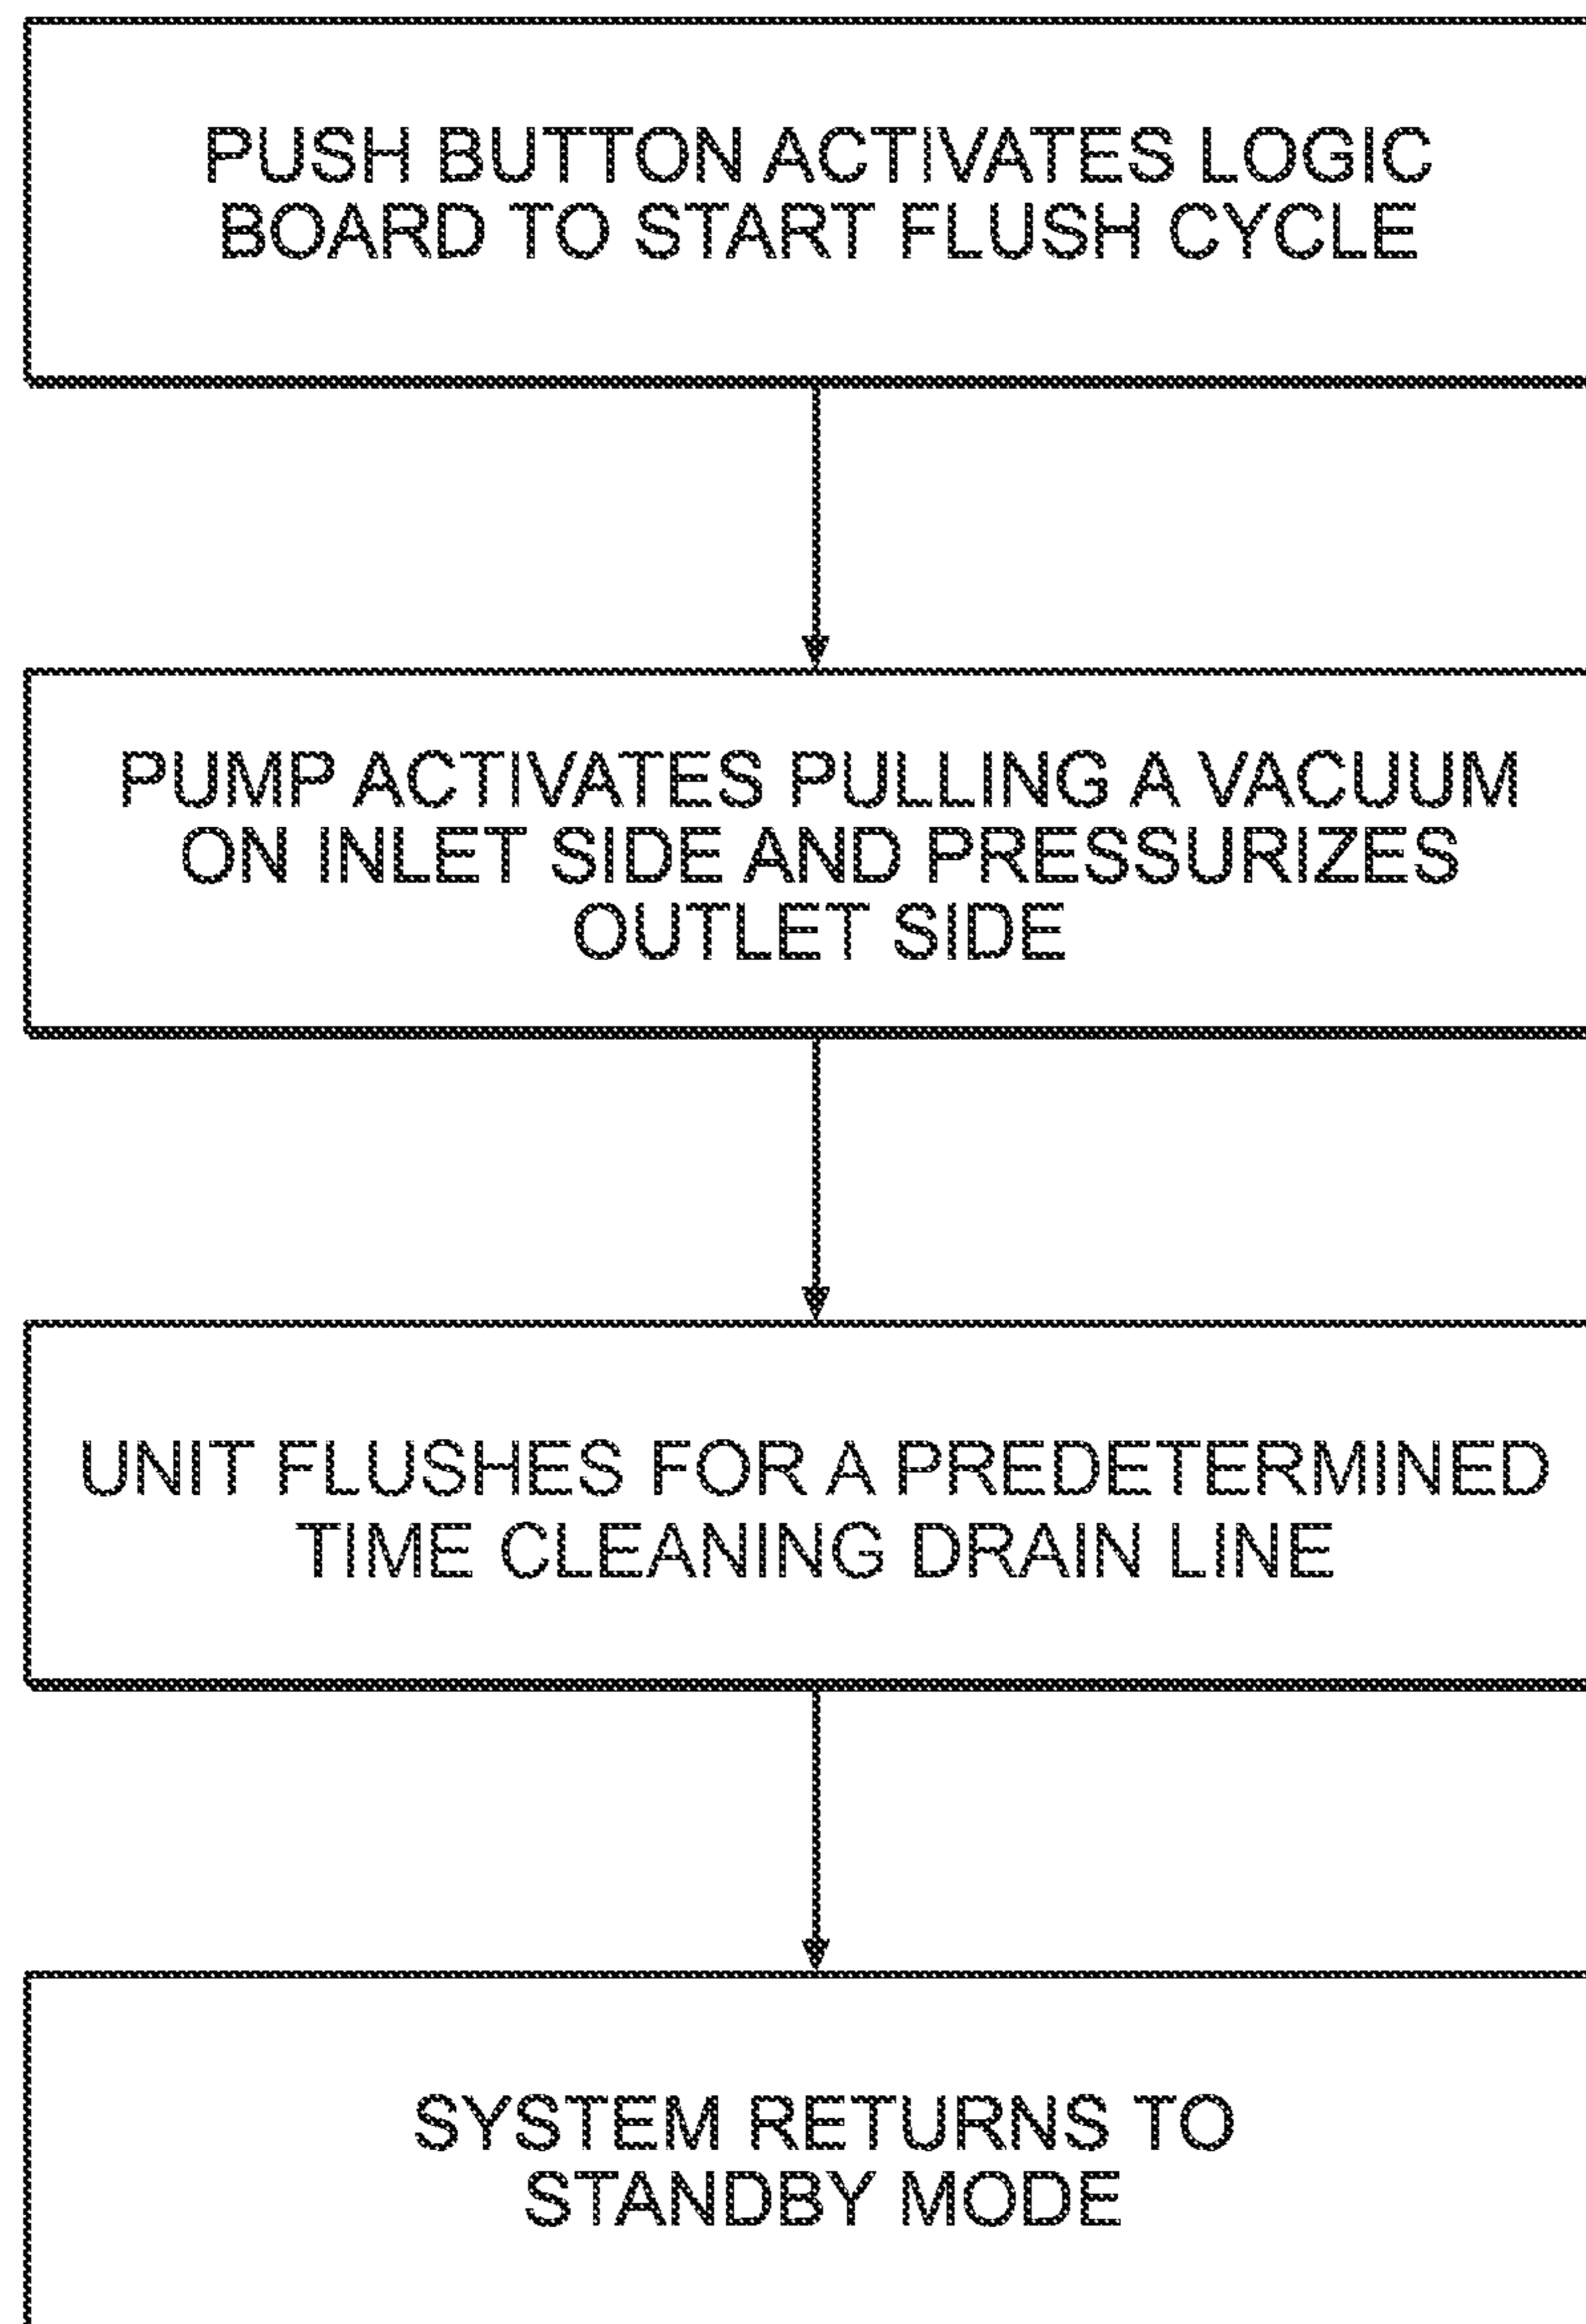 PUSH BUTTON ACTIVATES LOGIC
BOARD TO START FLUSH CYCLE
PUMP ACTIVATES PULLING A VACUUM
ON INLET SIDE AND PRESSURIZES
OUTLET SIDE
UNIT FLUSHES FOR A PREDETERMINED
TIME CLEANING DRAIN LINE
SYSTEM RETURNS TO
STANDBY MODE